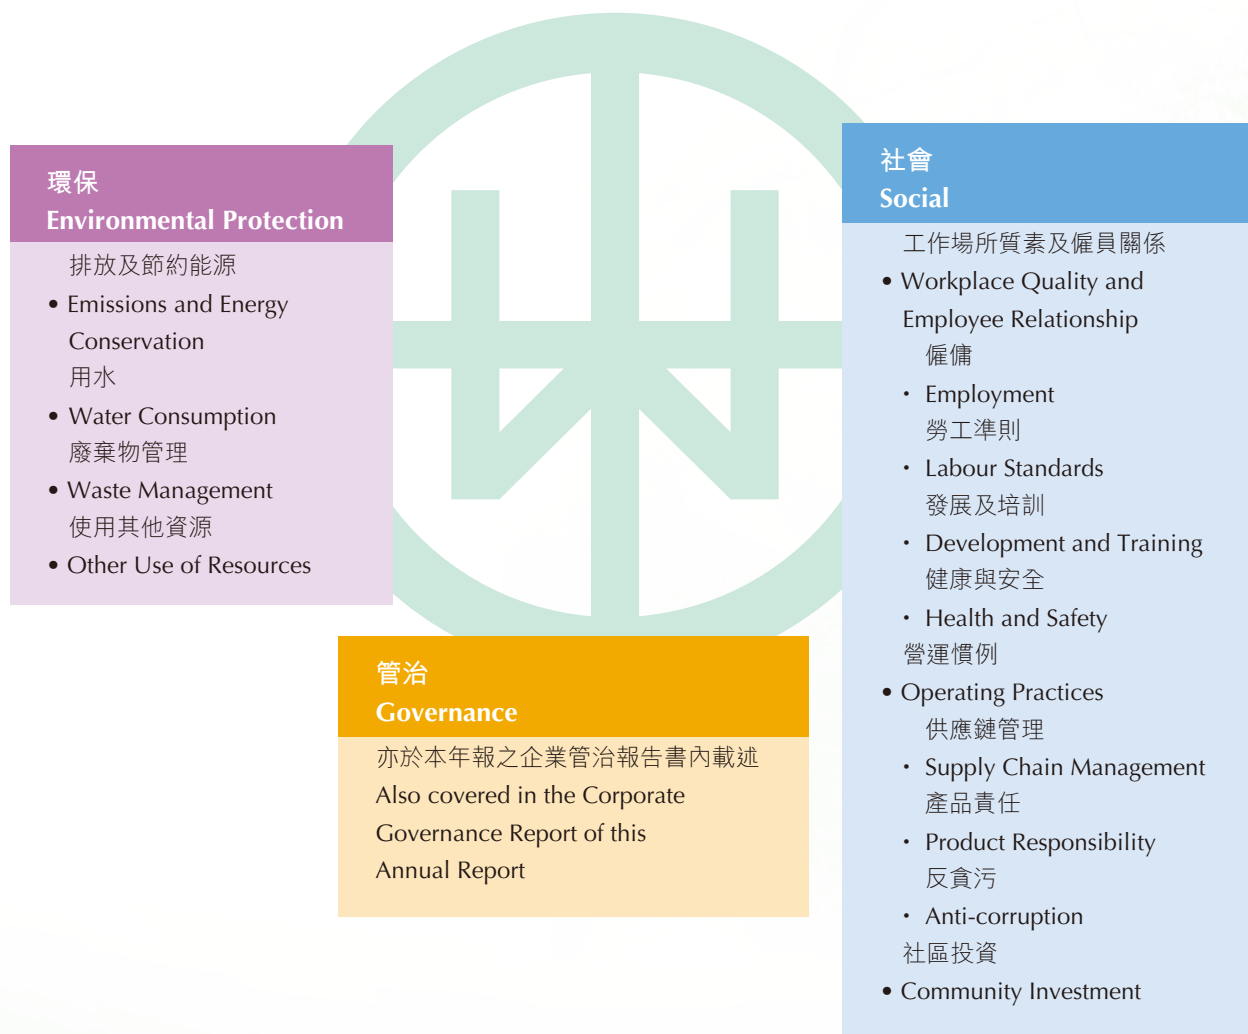 環保
Environmental Protection
排放及節約能源
• Emissions and Energy
Conservation
用水
• Water Consumption
廢棄物管理
• Waste Management
使用其他資源
• Other Use of Resources
管治
Governance
亦於本年報之企業管治報告書內載述
Also covered in the Corporate
Governance Report of this
Annual Report
社會
Social
工作場所質素及僱員關係
• Workplace Quality and
Employee Relationship
僱傭
• Employment
勞工準則
• Labour Standards
發展及培訓
• Development and Training
健康與安全
• Health and Safety
營運慣例
• Operating Practices
供應鏈管理
• Supply Chain Management
產品責任
• Product Responsibility
反貪污
• Anti-corruption
社區投資
• Community Investment